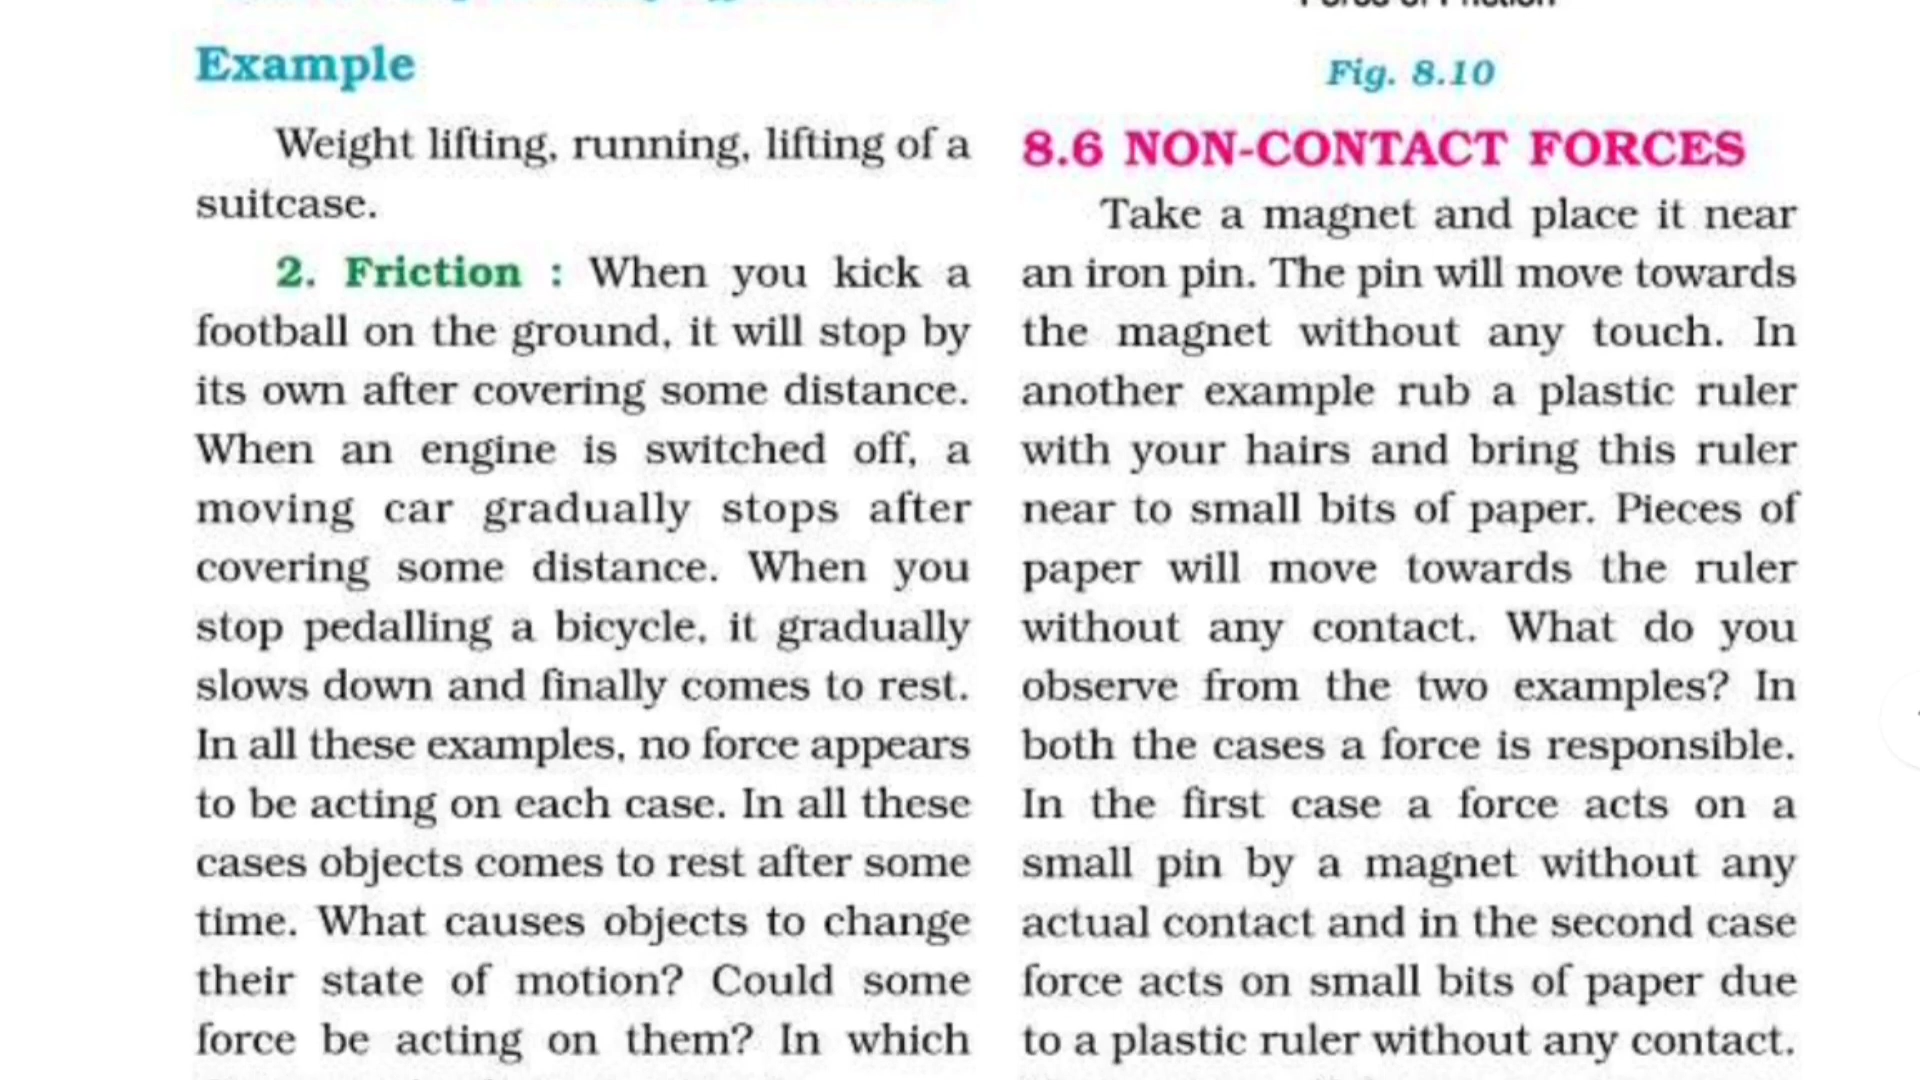 Example
Weight lifting, running, lifting of a
suitcase.
2. Friction : When you kick a
football on the ground, it will stop by
its own after covering some distance.
When an engine is switched off, a
moving car gradually stops after
covering some distance. When you
stop pedalling a bicycle, it gradually
slows down and finally comes to rest.
In all these examples, no force appears
to be acting on each case. In all these
cases objects comes to rest after some
time. What causes objects to change
their state of motion? Could some
force be acting on them? In which
Force of Friction
Fig. 8.10
8.6 NON-CONTACT FORCES
Take a magnet and place it near
an iron pin. The pin will move towards
the magnet without any touch. In
another example rub a plastic ruler
with your hairs and bring this ruler
near to small bits of paper. Pieces of
paper will move towards the ruler
without any contact. What do you
observe from the two examples? In
both the cases a force is responsible.
In the first case a force acts on a
small pin by a magnet without any
actual contact and in the second case
force acts on small bits of paper due
to a plastic ruler without any contact.